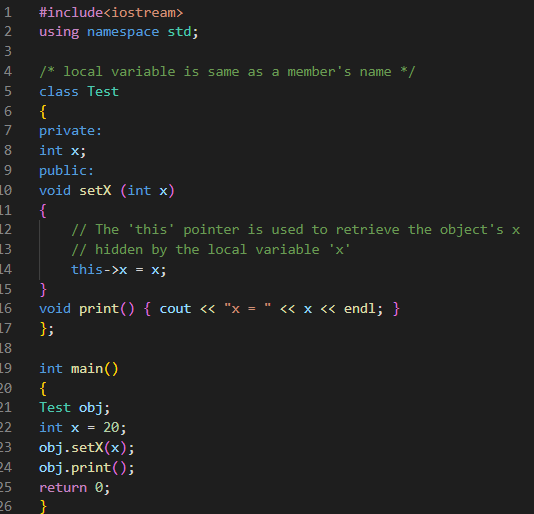 1 #include<iostream>
2 using namespace std;
3
4 /* local variable is same as a member's name */
5 class Test
6 {
7 private:
8 int x;
9 public:
10 void setX (int x)
11 {
12 // The 'this' pointer is used to retrieve the object's x
13 // hidden by the local variable 'x'
14 this->x = x;
15 }
16 void print() { cout << "x = " << x << endl; }
17 };
18
19 int main()
20 {
21 Test obj;
22 int x = 20;
23 obj.setX(x);
24 obj.print();
25 return 0;
26 }